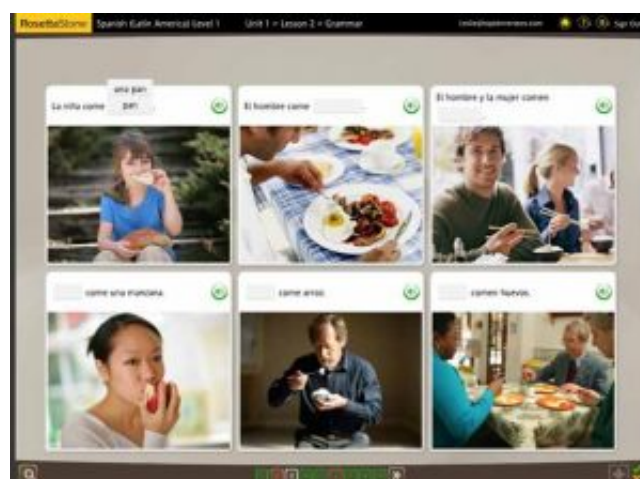 RosettaStone Spanish (Latin America) Level 1 Unit 1 > Lesson 2 > Grammar Sign Out
una pan
La niña come pan
El hombre come
El hombre y la mujer comen
come una manzana.
come arroz.
comen huevos.